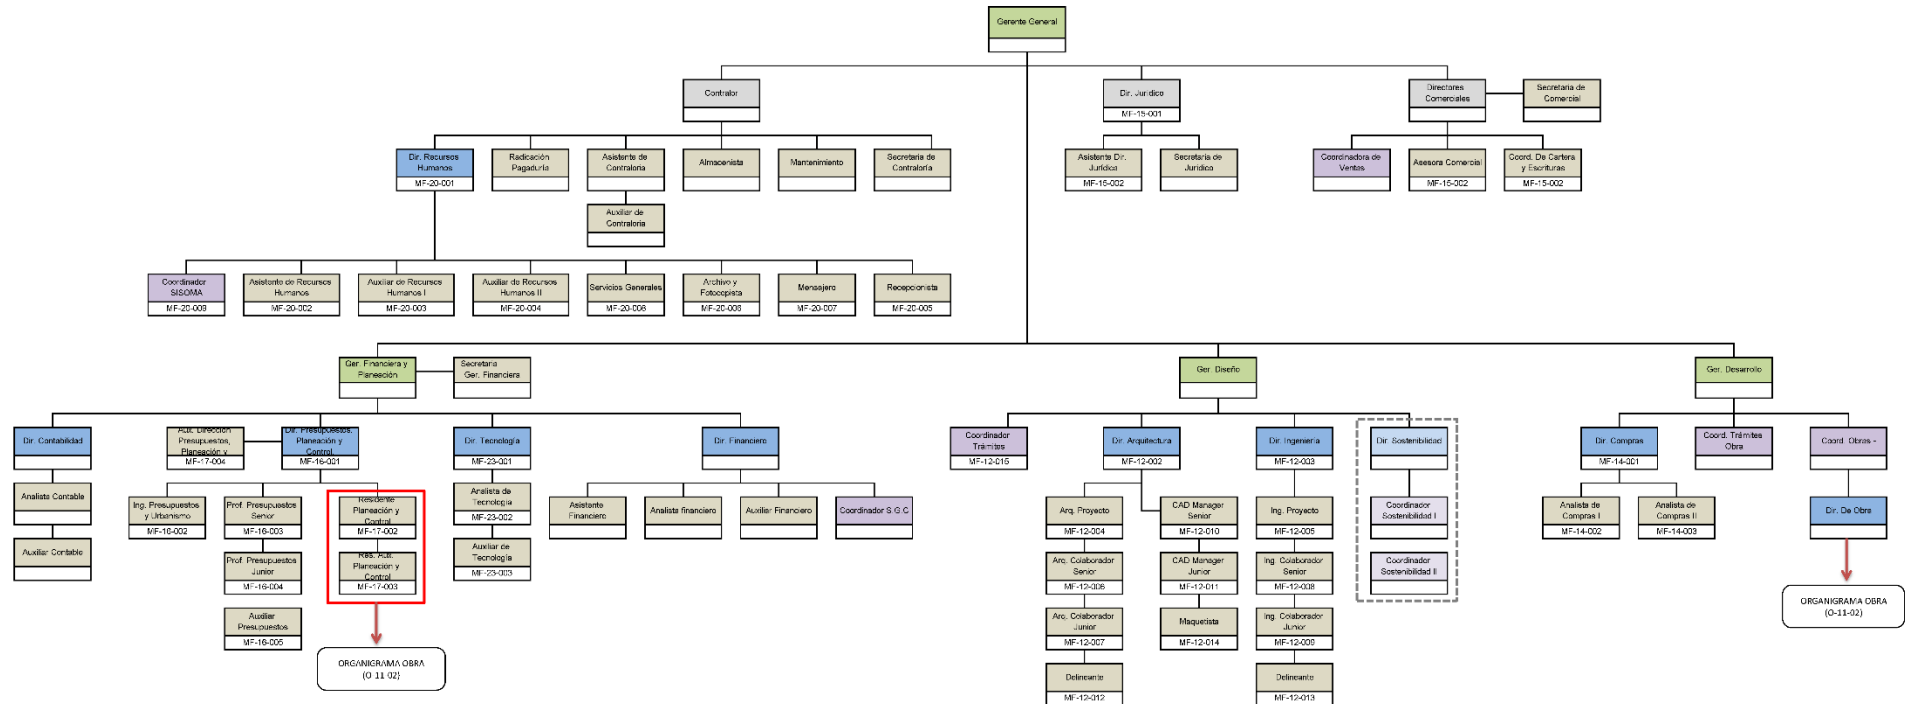 Gerente General
Contralor
Dir. Jurídico
MF-15-001
Directores
Comerciales
Secretaria de
Comercial
Dir. Recursos
Humanos
MF-20-001
Radicación
Pagaduría
Asistente de
Contraloría
Almacenista
Mantenimiento
Secretaria de
Contraloría
Asistente Dir.
Jurídica
MF-15-002
Secretaria de
Jurídico
Coordinadora de
Ventas
Asesora Comercial
MF-15-002
Coord. De Cartera
y Escrituras
MF-15-002
Auxiliar de
Contraloría
Coordinador
SISOMA
MF-20-009
Asistente de Recursos
Humanos
MF-20-002
Auxiliar de Recursos
Humanos I
MF-20-003
Auxiliar de Recursos
Humanos II
MF-20-004
Servicios Generales
MF-20-008
Archivo y
Fotocopista
MF-20-006
Mensajero
MF-20-007
Recepcionista
MF-20-005
Ger. Financiera y
Planeación
Secretaria
Ger. Financiera
Ger. Diseño
Ger. Desarrollo
Dir. Contabilidad
Aux. Dirección
Presupuestos,
Planeación y
MF-17-004
Dir. Presupuestos,
Planeación y
Control.
MF-16-001
Dir. Tecnología
MF-23-001
Dir. Financiero
Coordinador
Trámites
MF-12-015
Dir. Arquitectura
MF-12-002
Dir. Ingeniería
MF-12-003
Dir. Sostenibilidad
Dir. Compras
MF-14-001
Coord. Trámites
Obra
Coord. Obras -
Analista Contable
Ing. Presupuestos
y Urbanismo
MF-16-002
Prof. Presupuestos
Senior
MF-16-003
Residente
Planeación y
Control
MF-17-002
Analista de
Tecnología
MF-23-002
Asistente
Financiero
Analista financiero
Auxiliar Financiero
Coordinador S.G.C
Arq. Proyecto
MF-12-004
CAD Manager
Senior
MF-12-010
Ing. Proyecto
MF-12-005
Coordinador
Sostenibilidad I
Analista de
Compras I
MF-14-002
Analista de
Compras II
MF-14-003
Dir. De Obra
Auxiliar Contable
Prof. Presupuestos
Junior
MF-16-004
Res. Aux.
Planeación y
Control
MF-17-003
Auxiliar de
Tecnología
MF-23-003
Arq. Colaborador
Senior
MF-12-006
CAD Manager
Junior
MF-12-011
Ing. Colaborador
Senior
MF-12-008
Coordinador
Sostenibilidad II
Auxiliar
Presupuestos
MF-16-005
Arq. Colaborador
Junior
MF-12-007
Maquetista
MF-12-014
Ing. Colaborador
Junior
MF-12-009
ORGANIGRAMA OBRA
(O-11-02)
ORGANIGRAMA OBRA
(O-11-02)
Delineante
MF-12-012
Delineante
MF-12-013